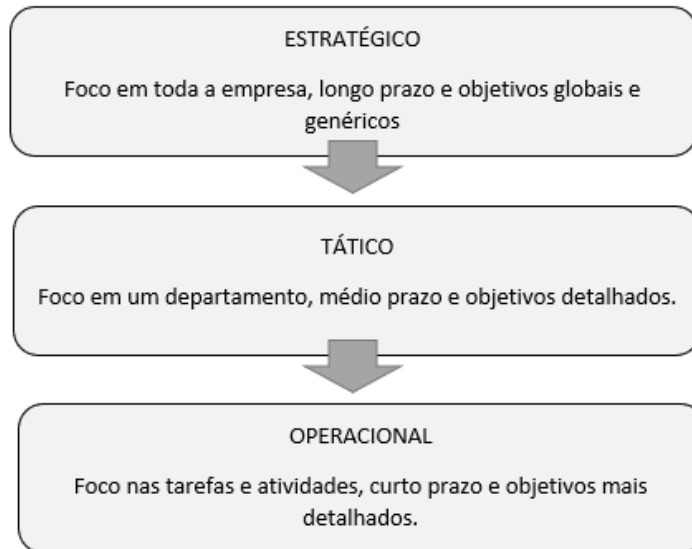 ESTRATÉGICO
Foco em toda a empresa, longo prazo e objetivos globais e
genéricos
TÁTICO
Foco em um departamento, médio prazo e objetivos detalhados.
OPERACIONAL
Foco nas tarefas e atividades, curto prazo e objetivos mais
detalhados.